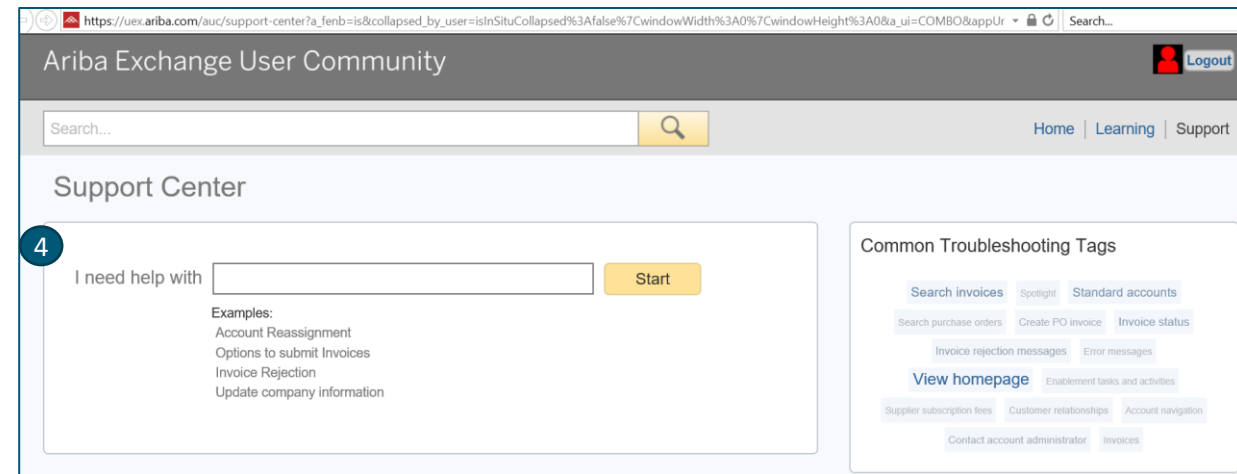 https://uex.ariba.com/auc/support-center?a_fenb=is&collapsed_by_user=isInSituCollapsed%3Afalse%7CwindowWidth%3A0%7CwindowHeight%3A0&a_ui=COMBO&appUr
Search...
Ariba Exchange User Community
Logout
Search...
Home | Learning | Support
Support Center
4
I need help with
Start
Examples:
Account Reassignment
Options to submit Invoices
Invoice Rejection
Update company information
Common Troubleshooting Tags
Search invoices Spotlight Standard accounts
Search purchase orders Create PO invoice Invoice status
Invoice rejection messages Error messages
View homepage Enablement tasks and activities
Supplier subscription fees Customer relationships Account navigation
Contact account administrator Invoices